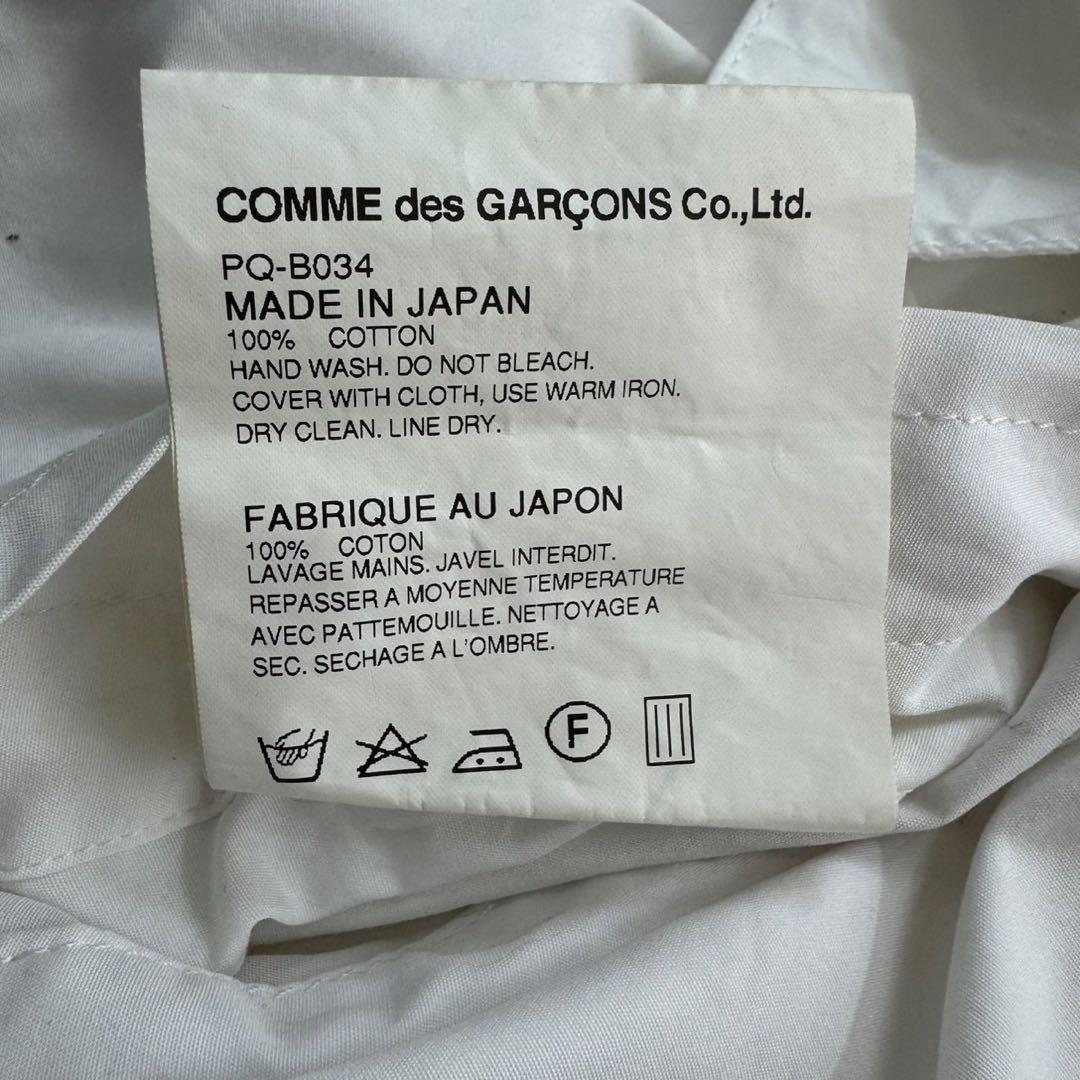 COMME des GARÇONS Co.,Ltd.
PQ-B034
MADE IN JAPAN
100% COTTON
HAND WASH. DO NOT BLEACH.
COVER WITH CLOTH, USE WARM IRON.
DRY CLEAN. LINE DRY.
FABRIQUE AU JAPON
100% COTON
LAVAGE MAINS. JAVEL INTERDIT.
REPASSER A MOYENNE TEMPERATURE
AVEC PATTEMOUILLE. NETTOYAGE A
SEC. SECHAGE A L'OMBRE.
F